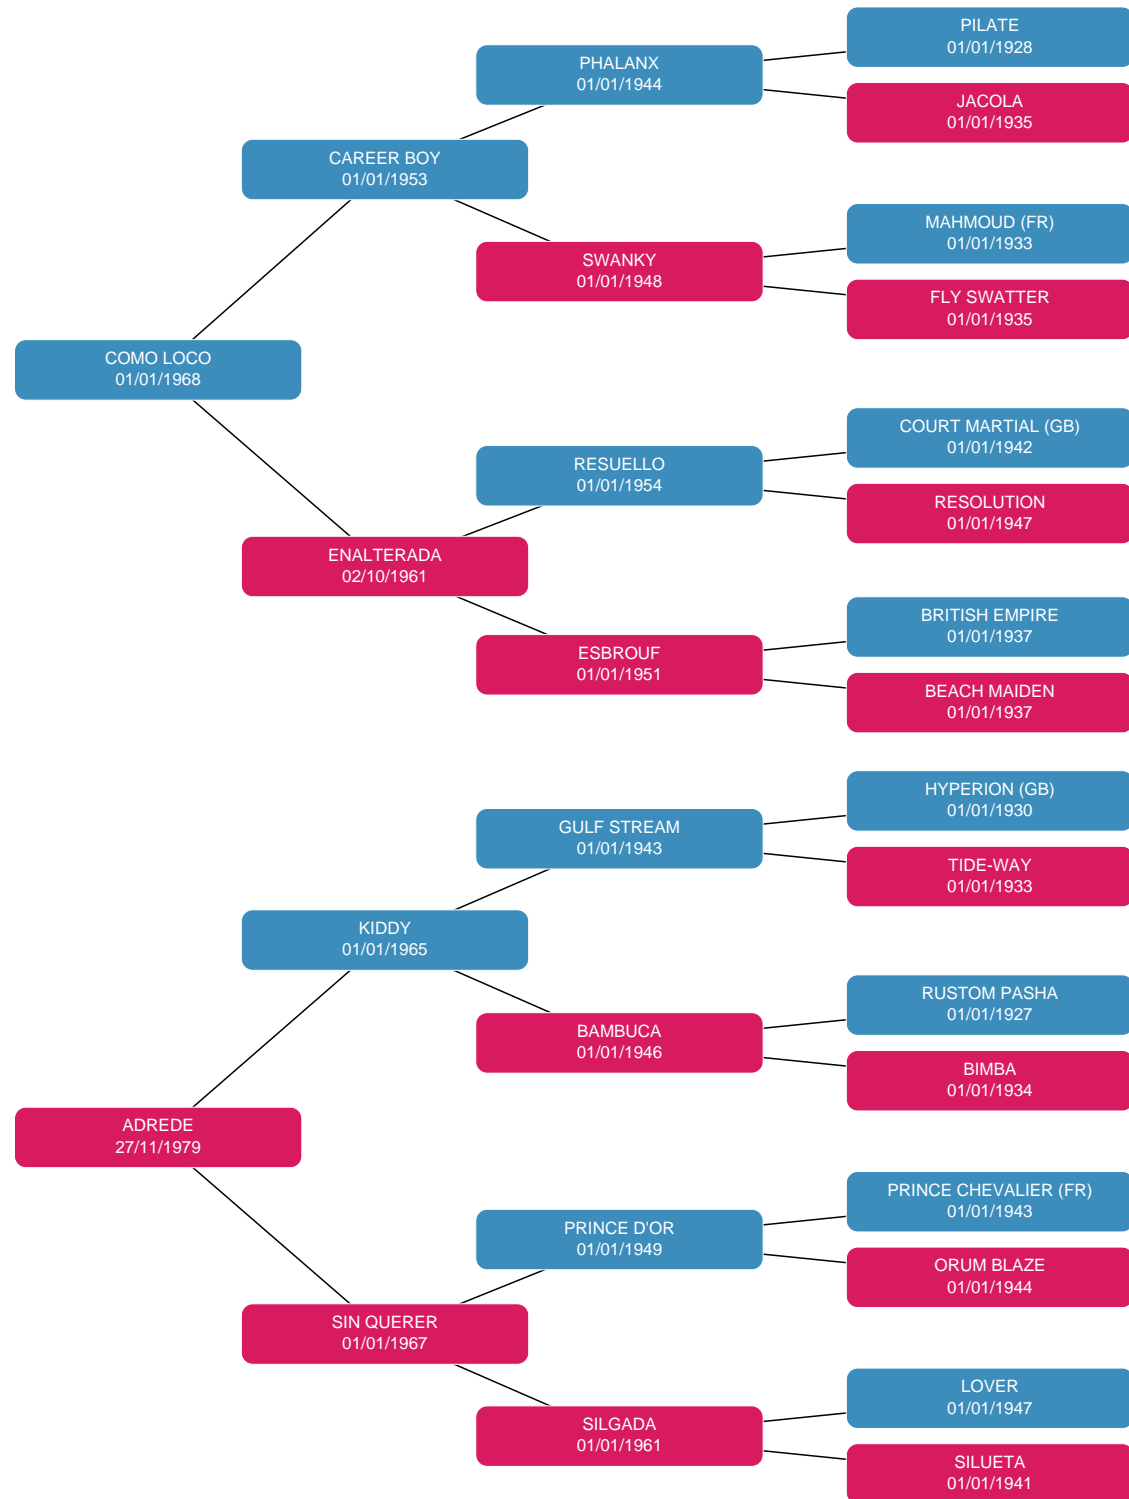 PILATE
01/01/1928
PHALANX
01/01/1944
JACOLA
01/01/1935
CAREER BOY
01/01/1953
MAHMOUD (FR)
01/01/1933
SWANKY
01/01/1948
FLY SWATTER
01/01/1935
COMO LOCO
01/01/1968
COURT MARTIAL (GB)
01/01/1942
RESUELLO
01/01/1954
RESOLUTION
01/01/1947
ENALTERADA
02/10/1961
BRITISH EMPIRE
01/01/1937
ESBROUF
01/01/1951
BEACH MAIDEN
01/01/1937
HYPERION (GB)
01/01/1930
GULF STREAM
01/01/1943
TIDE-WAY
01/01/1933
KIDDY
01/01/1965
RUSTOM PASHA
01/01/1927
BAMBUCA
01/01/1946
BIMBA
01/01/1934
ADREDE
27/11/1979
PRINCE CHEVALIER (FR)
01/01/1943
PRINCE D'OR
01/01/1949
ORUM BLAZE
01/01/1944
SIN QUERER
01/01/1967
LOVER
01/01/1947
SILGADA
01/01/1961
SILUETA
01/01/1941